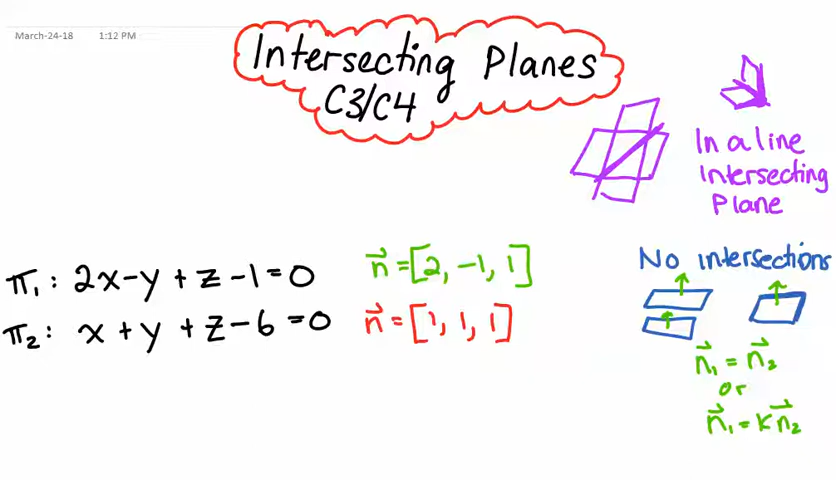 March-24-18 1:12 PM
Intersecting Planes
C3/C4
In a line
Intersecting
Plane
π₁: 2x-y+z-1=0 n⃗=[2,-1,1]
π₂: x+y+z-6=0 n⃗=[1,1,1]
No intersections
n⃗₁=n⃗₂
or
n⃗₁=kn⃗₂